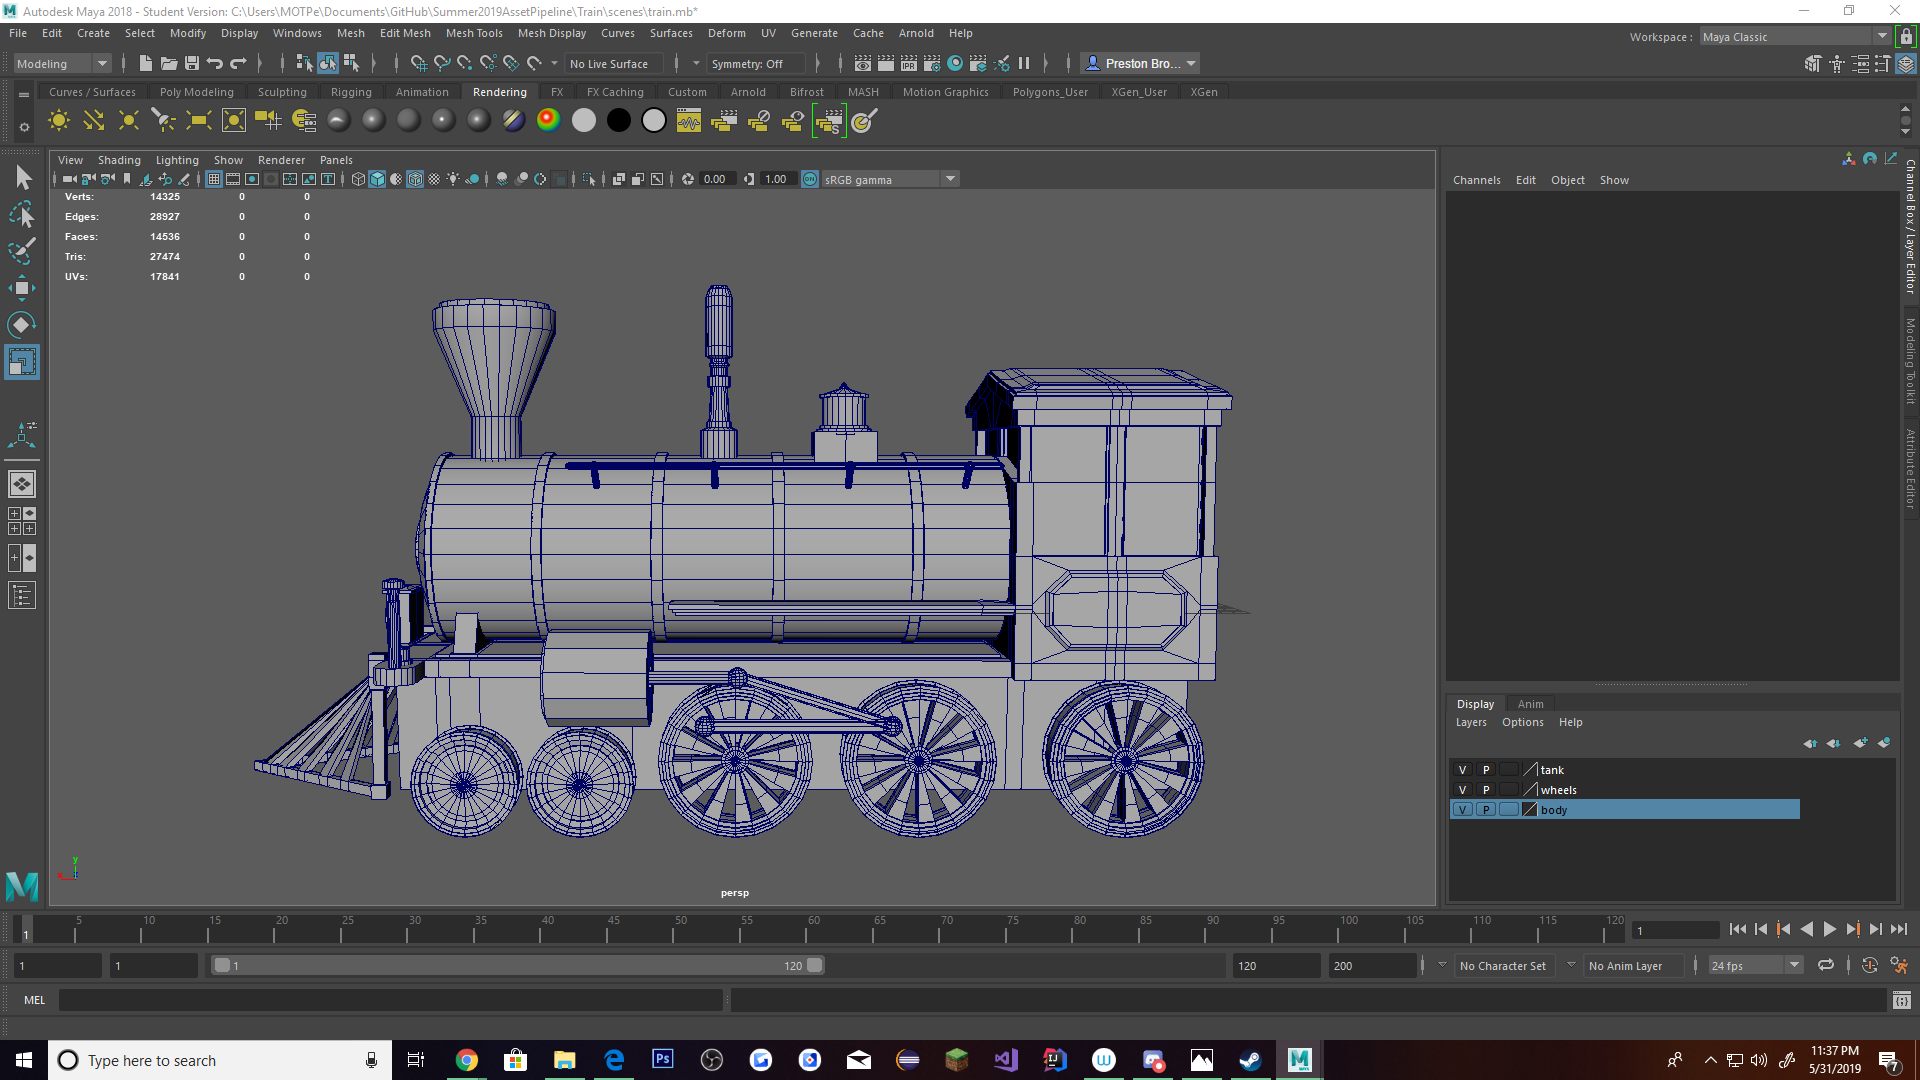 Autodesk Maya 2018 - Student Version: C:\Users\MOTPe\Documents\GitHub\Summer2019AssetPipeline\Train\scenes\train.mb*
File Edit Create Select Modify Display Windows Mesh Edit Mesh Mesh Tools Mesh Display Curves Surfaces Deform UV Generate Cache Arnold Help
Workspace : Maya Classic
Modeling No Live Surface Symmetry: Off IPR Preston Bro...
Curves / Surfaces Poly Modeling Sculpting Rigging Animation Rendering FX FX Caching Custom Arnold Bifrost MASH Motion Graphics Polygons_User XGen_User XGen
View Shading Lighting Show Renderer Panels
0.00 1.00 ON sRGB gamma
Channels Edit Object Show
Verts: 14325 0 0
Edges: 28927 0 0
Faces: 14536 0 0
Tris: 27474 0 0
UVs: 17841 0 0
Channel Box / Layer Editor
Modeling Toolkit
Attribute Editor
Display Anim
Layers Options Help
V P tank
V P wheels
V P body
y
x z
persp
1 5 10 15 20 25 30 35 40 45 50 55 60 65 70 75 80 85 90 95 100 105 110 115 120 1
1 1 1 120 120 200 No Character Set No Anim Layer 24 fps
MEL
Type here to search
Ps
11:37 PM
5/31/2019
7